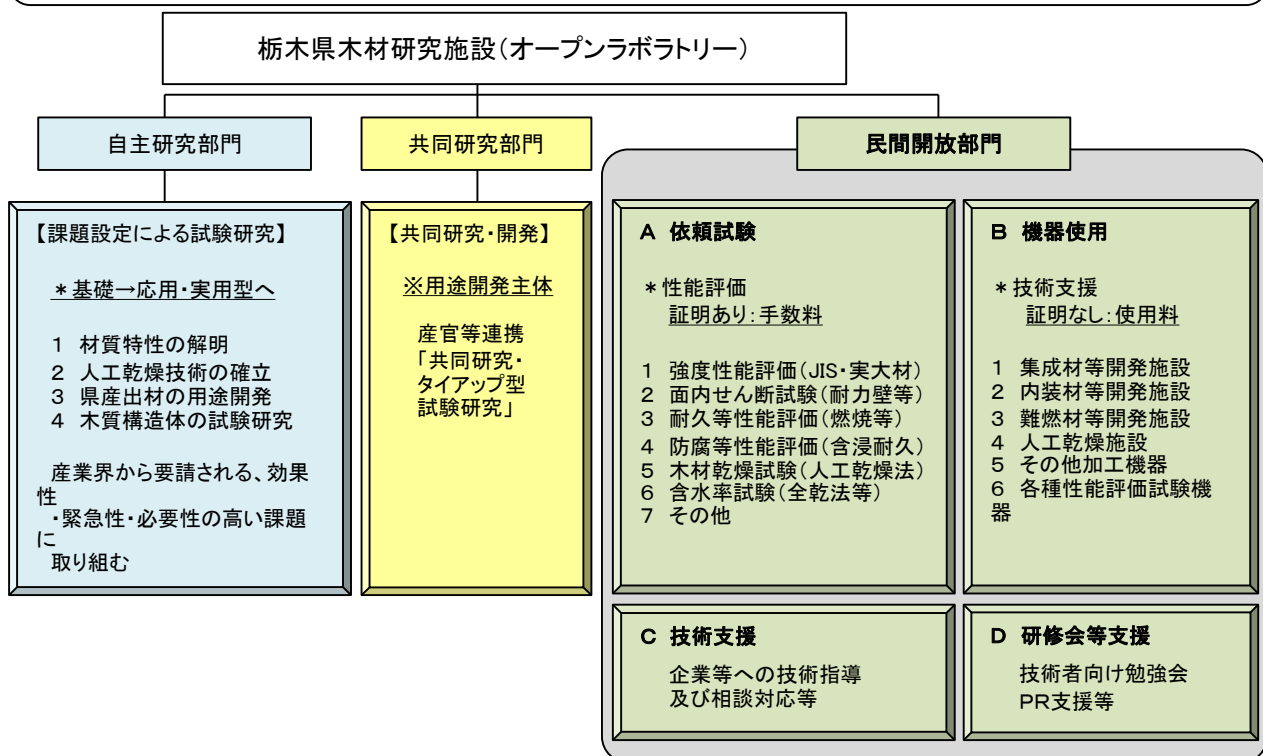 栃木県木材研究施設（オープンラボラトリー）
自主研究部門
共同研究部門
民間開放部門
【課題設定による試験研究】
＊基礎→応用・実用型へ
１ 材質特性の解明
２ 人工乾燥技術の確立
３ 県産出材の用途開発
４ 木質構造体の試験研究
産業界から要請される、効果
性
・緊急性・必要性の高い課題
に
取り組む
【共同研究・開発】
※用途開発主体
産官等連携
「共同研究・
タイアップ型
試験研究」
Ａ 依頼試験
＊性能評価
証明あり：手数料
１ 強度性能評価（JIS・実大材）
２ 面内せん断試験（耐力壁等）
３ 耐久等性能評価（燃焼等）
４ 防腐等性能評価（含浸耐久）
５ 木材乾燥試験（人工乾燥法）
６ 含水率試験（全乾法等）
７ その他
Ｂ 機器使用
＊技術支援
証明なし：使用料
１ 集成材等開発施設
２ 内装材等開発施設
３ 難燃材等開発施設
４ 人工乾燥施設
５ その他加工機器
６ 各種性能評価試験機
器
Ｃ 技術支援
企業等への技術指導
及び相談対応等
Ｄ 研修会等支援
技術者向け勉強会
ＰＲ支援等